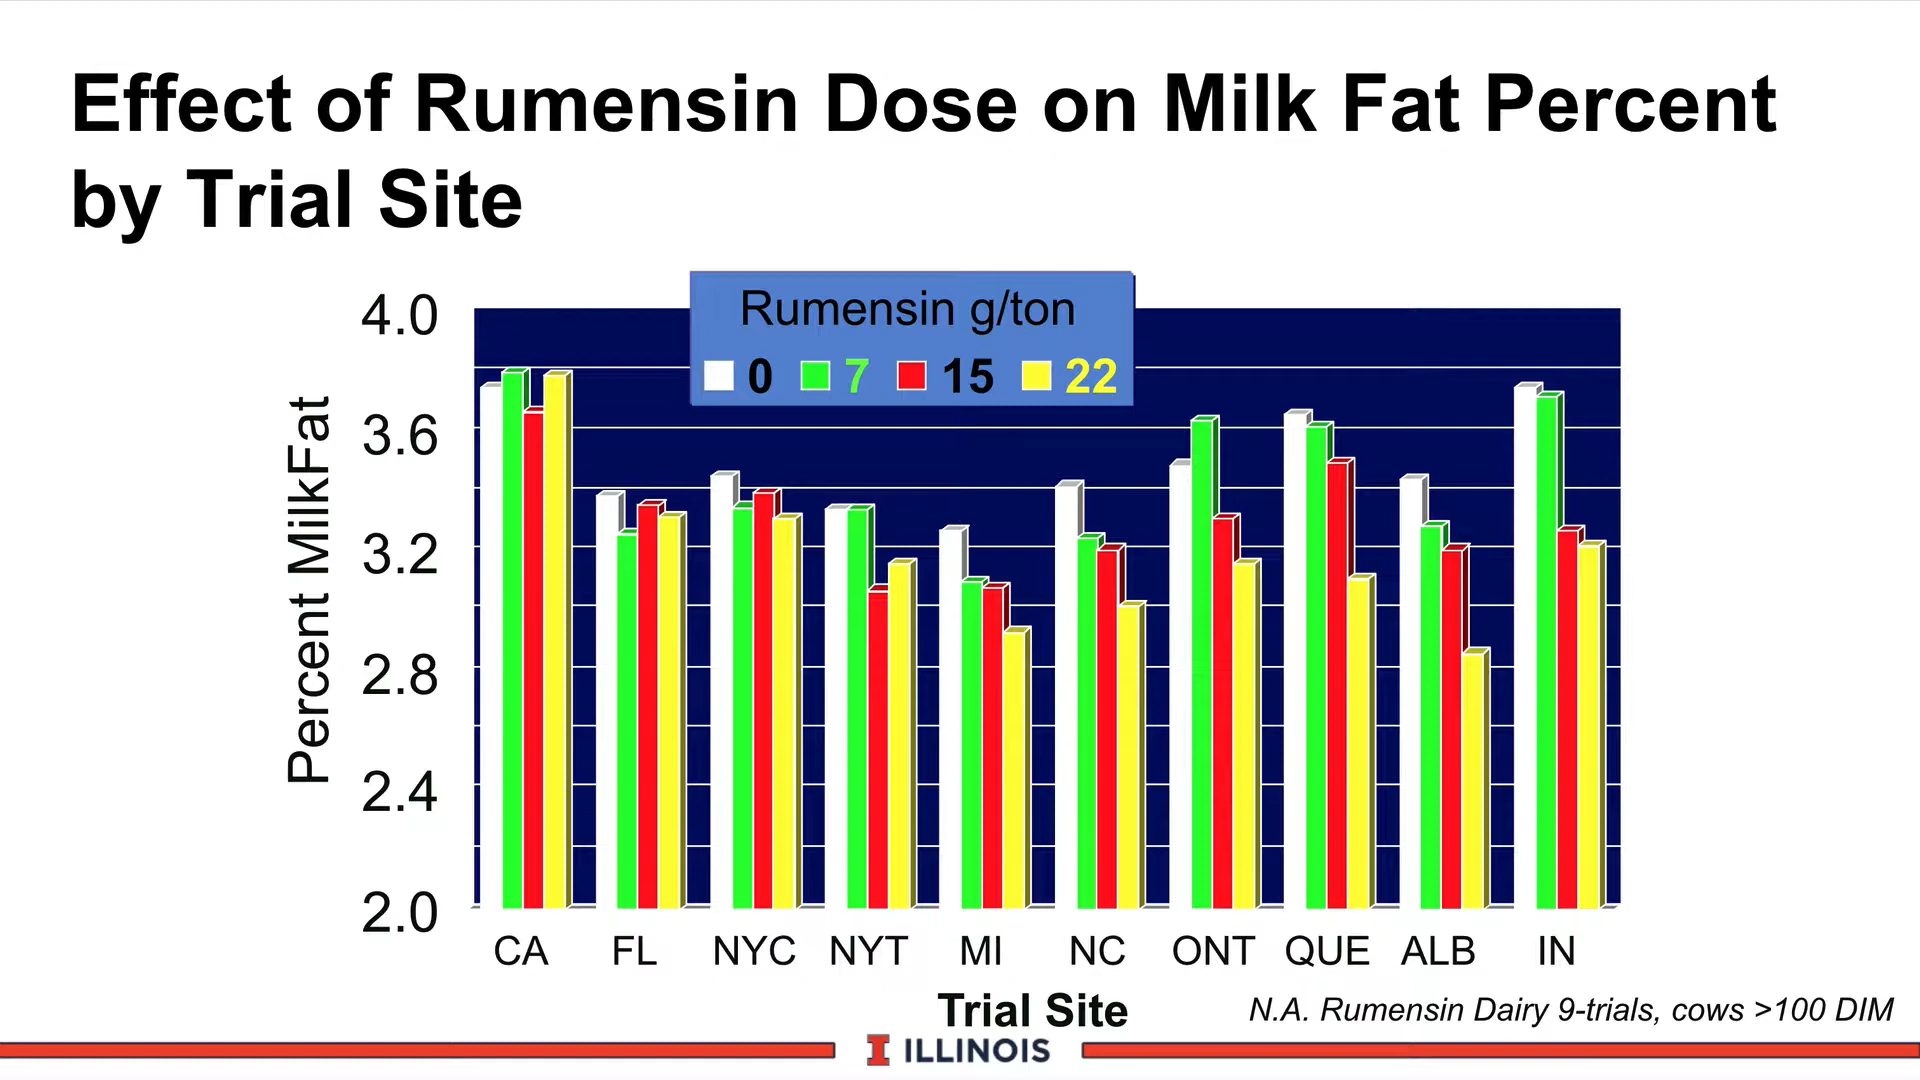 Effect of Rumensin Dose on Milk Fat Percent
by Trial Site
Rumensin g/ton
0 7 15 22
Percent MilkFat
4.0
3.6
3.2
2.8
2.4
2.0
CA FL NYC NYT MI NC ONT QUE ALB IN
Trial Site
N.A. Rumensin Dairy 9-trials, cows >100 DIM
I ILLINOIS